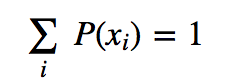 ∑ P(xᵢ) = 1
i